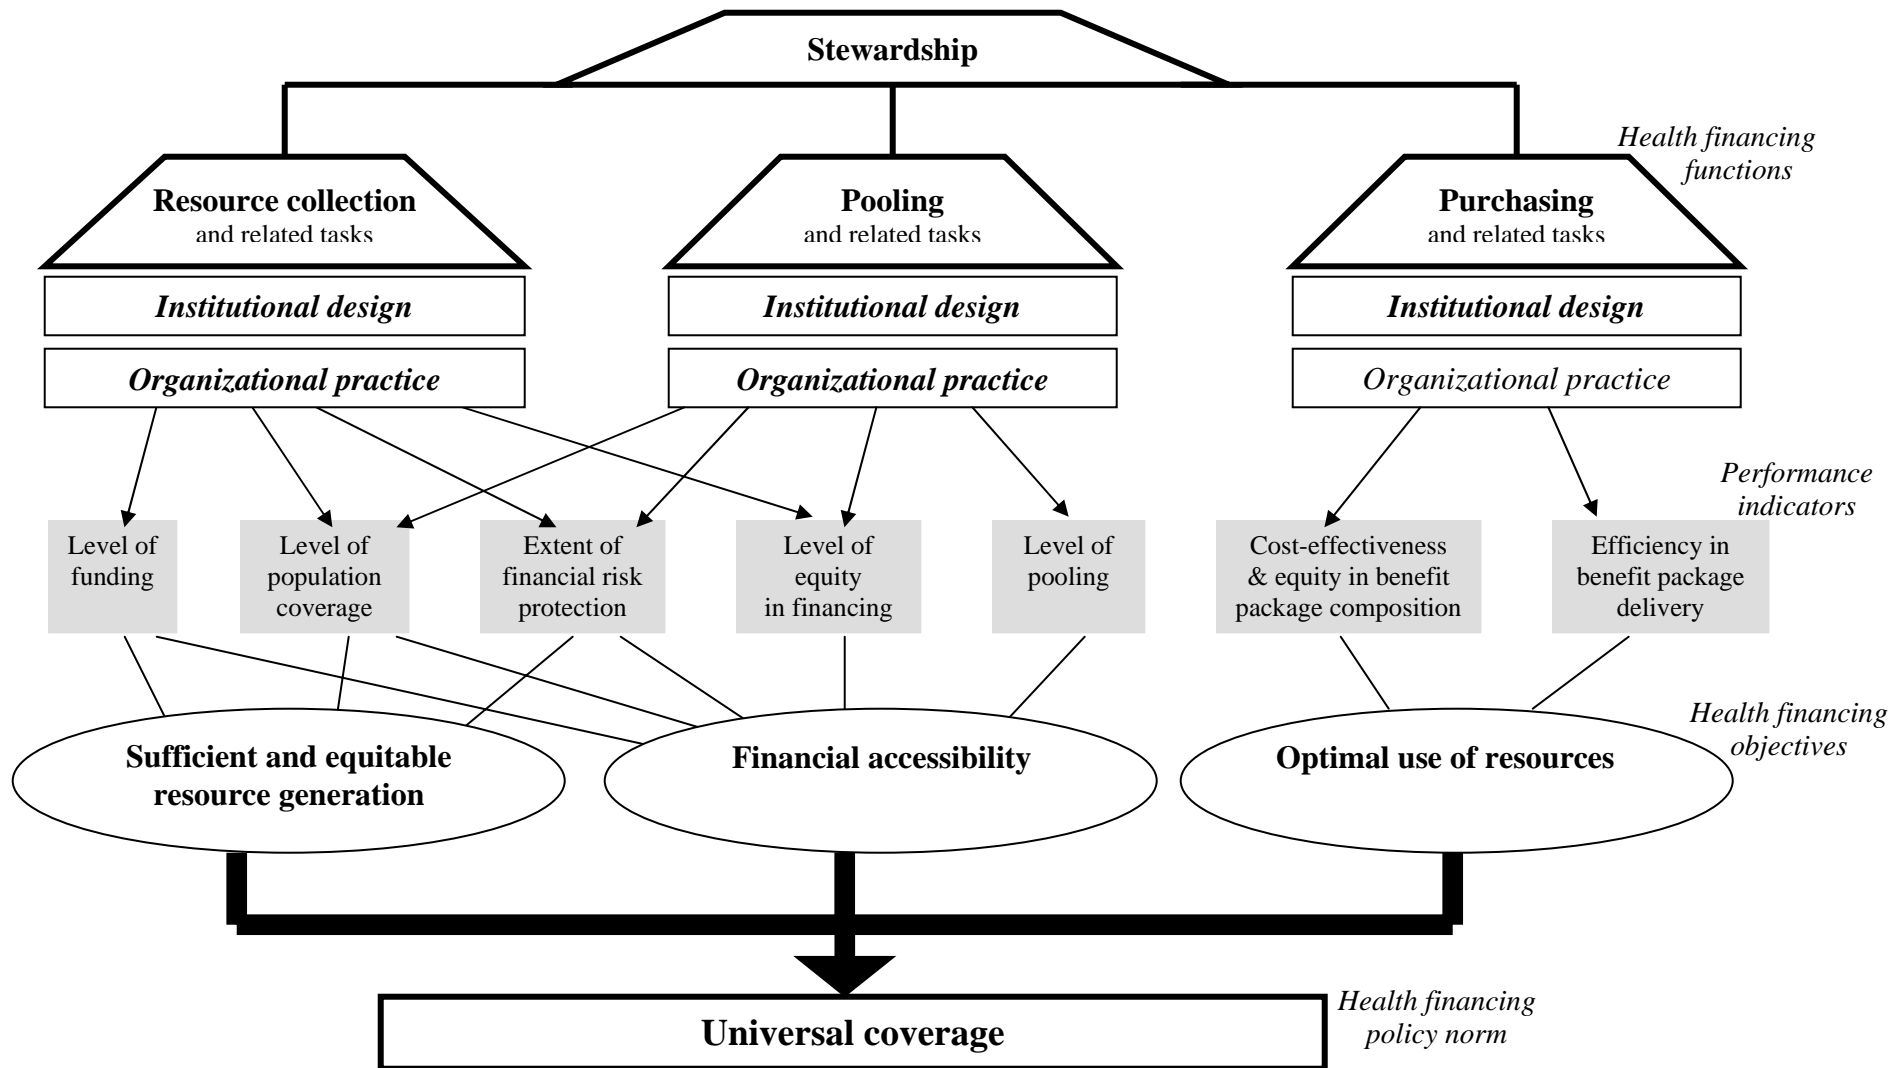 Stewardship
Health financing
functions
Resource collection
and related tasks
Pooling
and related tasks
Purchasing
and related tasks
Institutional design
Institutional design
Institutional design
Organizational practice
Organizational practice
Organizational practice
Performance
indicators
Level of
funding
Level of
population
coverage
Extent of
financial risk
protection
Level of
equity
in financing
Level of
pooling
Cost-effectiveness
& equity in benefit
package composition
Efficiency in
benefit package
delivery
Health financing
objectives
Sufficient and equitable
resource generation
Financial accessibility
Optimal use of resources
Universal coverage
Health financing
policy norm